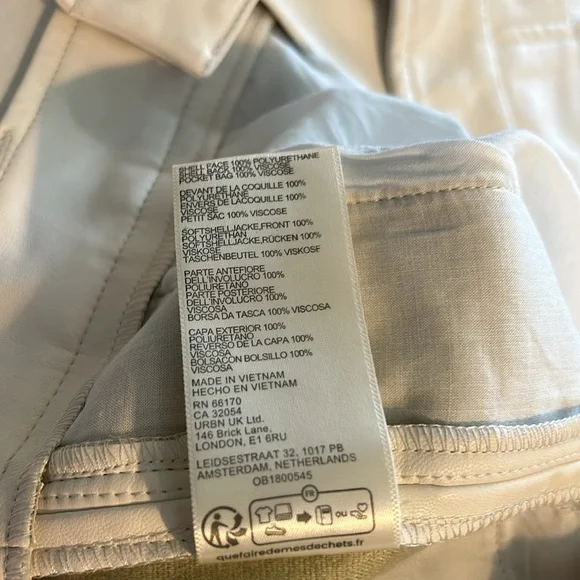 SHELL FACE 100% POLYURETHANE
SHELL BACK 100% VISCOSE
POCKET BAG 100% VISCOSE
DEVANT DE LA COQUILLE 100%
POLYURETHANE
ENVERS DE LACOQUILLE 100%
VISCOSE
PETIT SAC 100% VISCOSE
SOFTSHELLJACKE,FRONT 100%
POLYURETHAN
SOFTSHELLJACKE,RÜCKEN 100%
VISKOSE
TASCHENBEUTEL 100% VISKOSE
PARTE ANTEFIORE
DELL'INVOLUCRO 100%
POLIURETANO
PARTE POSTERIORE
DELL'INVOLUCRO 100%
VISCOSA
BORSA DA TASCA 100% VISCOSA
CAPA EXTERIOR 100%
POLIURETANO
REVERSO DE LA CAPA 100%
VISCOSA
BOLSACON BOLSILLO 100%
VISCOSA
MADE IN VIETNAM
HECHO EN VIETNAM
RN 66170
CA 32054
URBN UK Ltd.
146 Brick Lane,
LONDON, E1 6RU
LEIDSESTRAAT 32, 1017 PB
AMSTERDAM, NETHERLANDS
OB1800545
FR
quefairedemesdechets.fr